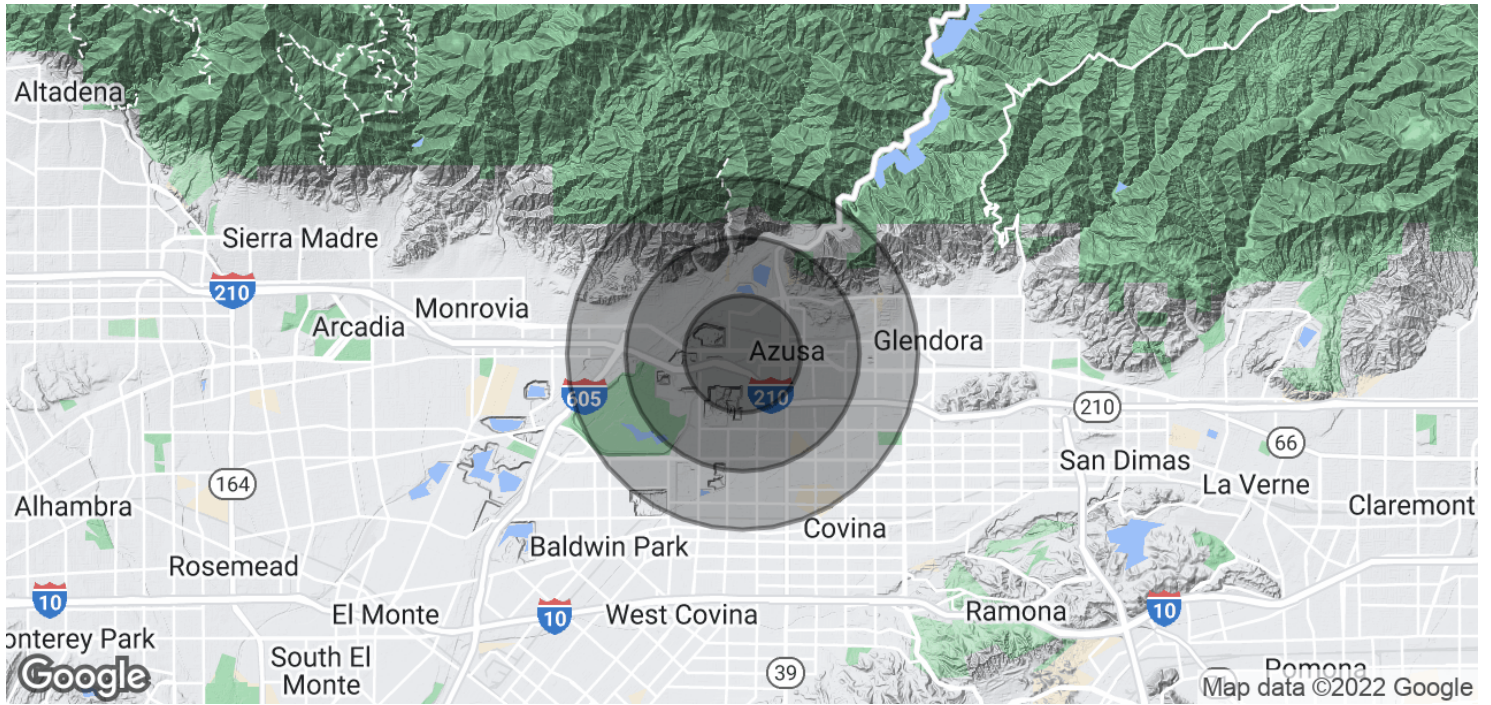 Altadena
Sierra Madre
210
Monrovia
Arcadia
Glendora
Azusa
605
210
210
66
San Dimas
La Verne
164
Claremont
Alhambra
Covina
Baldwin Park
Rosemead
10
El Monte
10
West Covina
Ramona
10
onterey Park
South El
Monte
39
Pomona
Google
Map data ©2022 Google